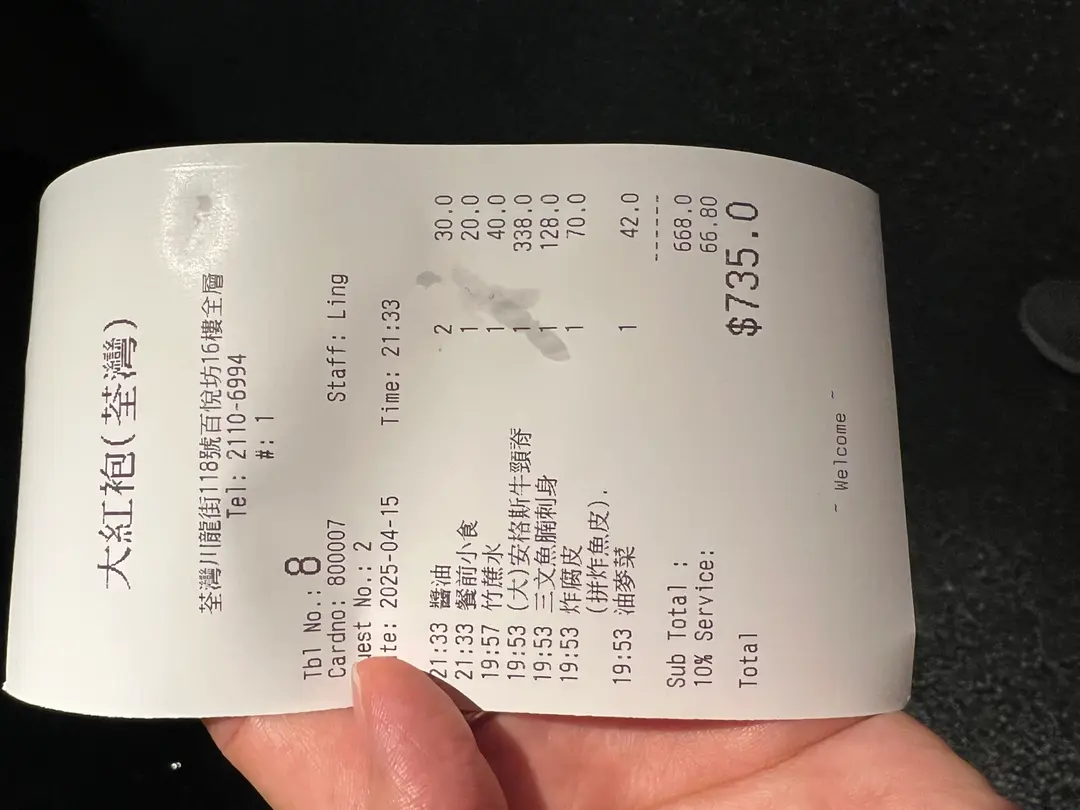 大紅袍(荃灣)
荃灣川龍街118號百悅坊16樓全層
Tel: 2110-6994
#: 1
Tbl No.: 8
Cardno: 800007 Staff: Ling
uest No.: 2
te: 2025-04-15 Time: 21:33
21:33 醬油 2 30.0
21:33 餐前小食 1 20.0
19:57 竹蔗水 1 40.0
19:53 (大)安格斯牛頸脊 1 338.0
19:53 三文魚腩刺身 1 128.0
19:53 炸腐皮 1 70.0
(拼炸魚皮).
19:53 油麥菜 1 42.0
------
Sub Total : 668.0
10% Service: 66.80
Total $735.0
~ Welcome ~